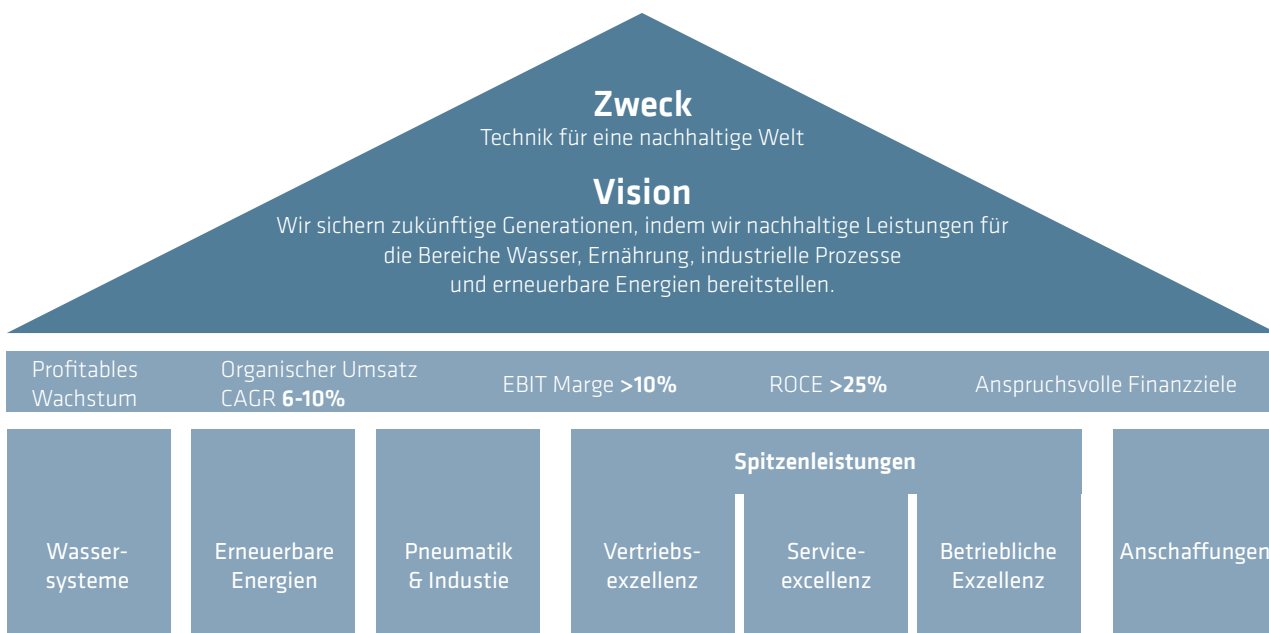 Zweck
Technik für eine nachhaltige Welt
Vision
Wir sichern zukünftige Generationen, indem wir nachhaltige Leistungen für
die Bereiche Wasser, Ernährung, industrielle Prozesse
und erneuerbare Energien bereitstellen.
Profitables
Wachstum
Organischer Umsatz
CAGR 6-10%
EBIT Marge >10%
ROCE >25%
Anspruchsvolle Finanzziele
Spitzenleistungen
Wasser-
systeme
Erneuerbare
Energien
Pneumatik
& Industie
Vertriebs-
exzellenz
Service-
excellenz
Betriebliche
Exzellenz
Anschaffungen